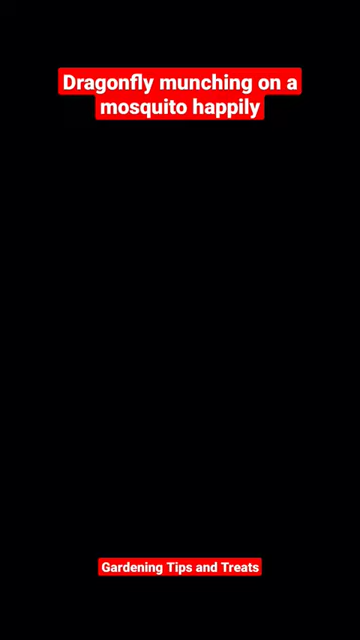 Dragonfly munching on a
mosquito happily
Gardening Tips and Treats